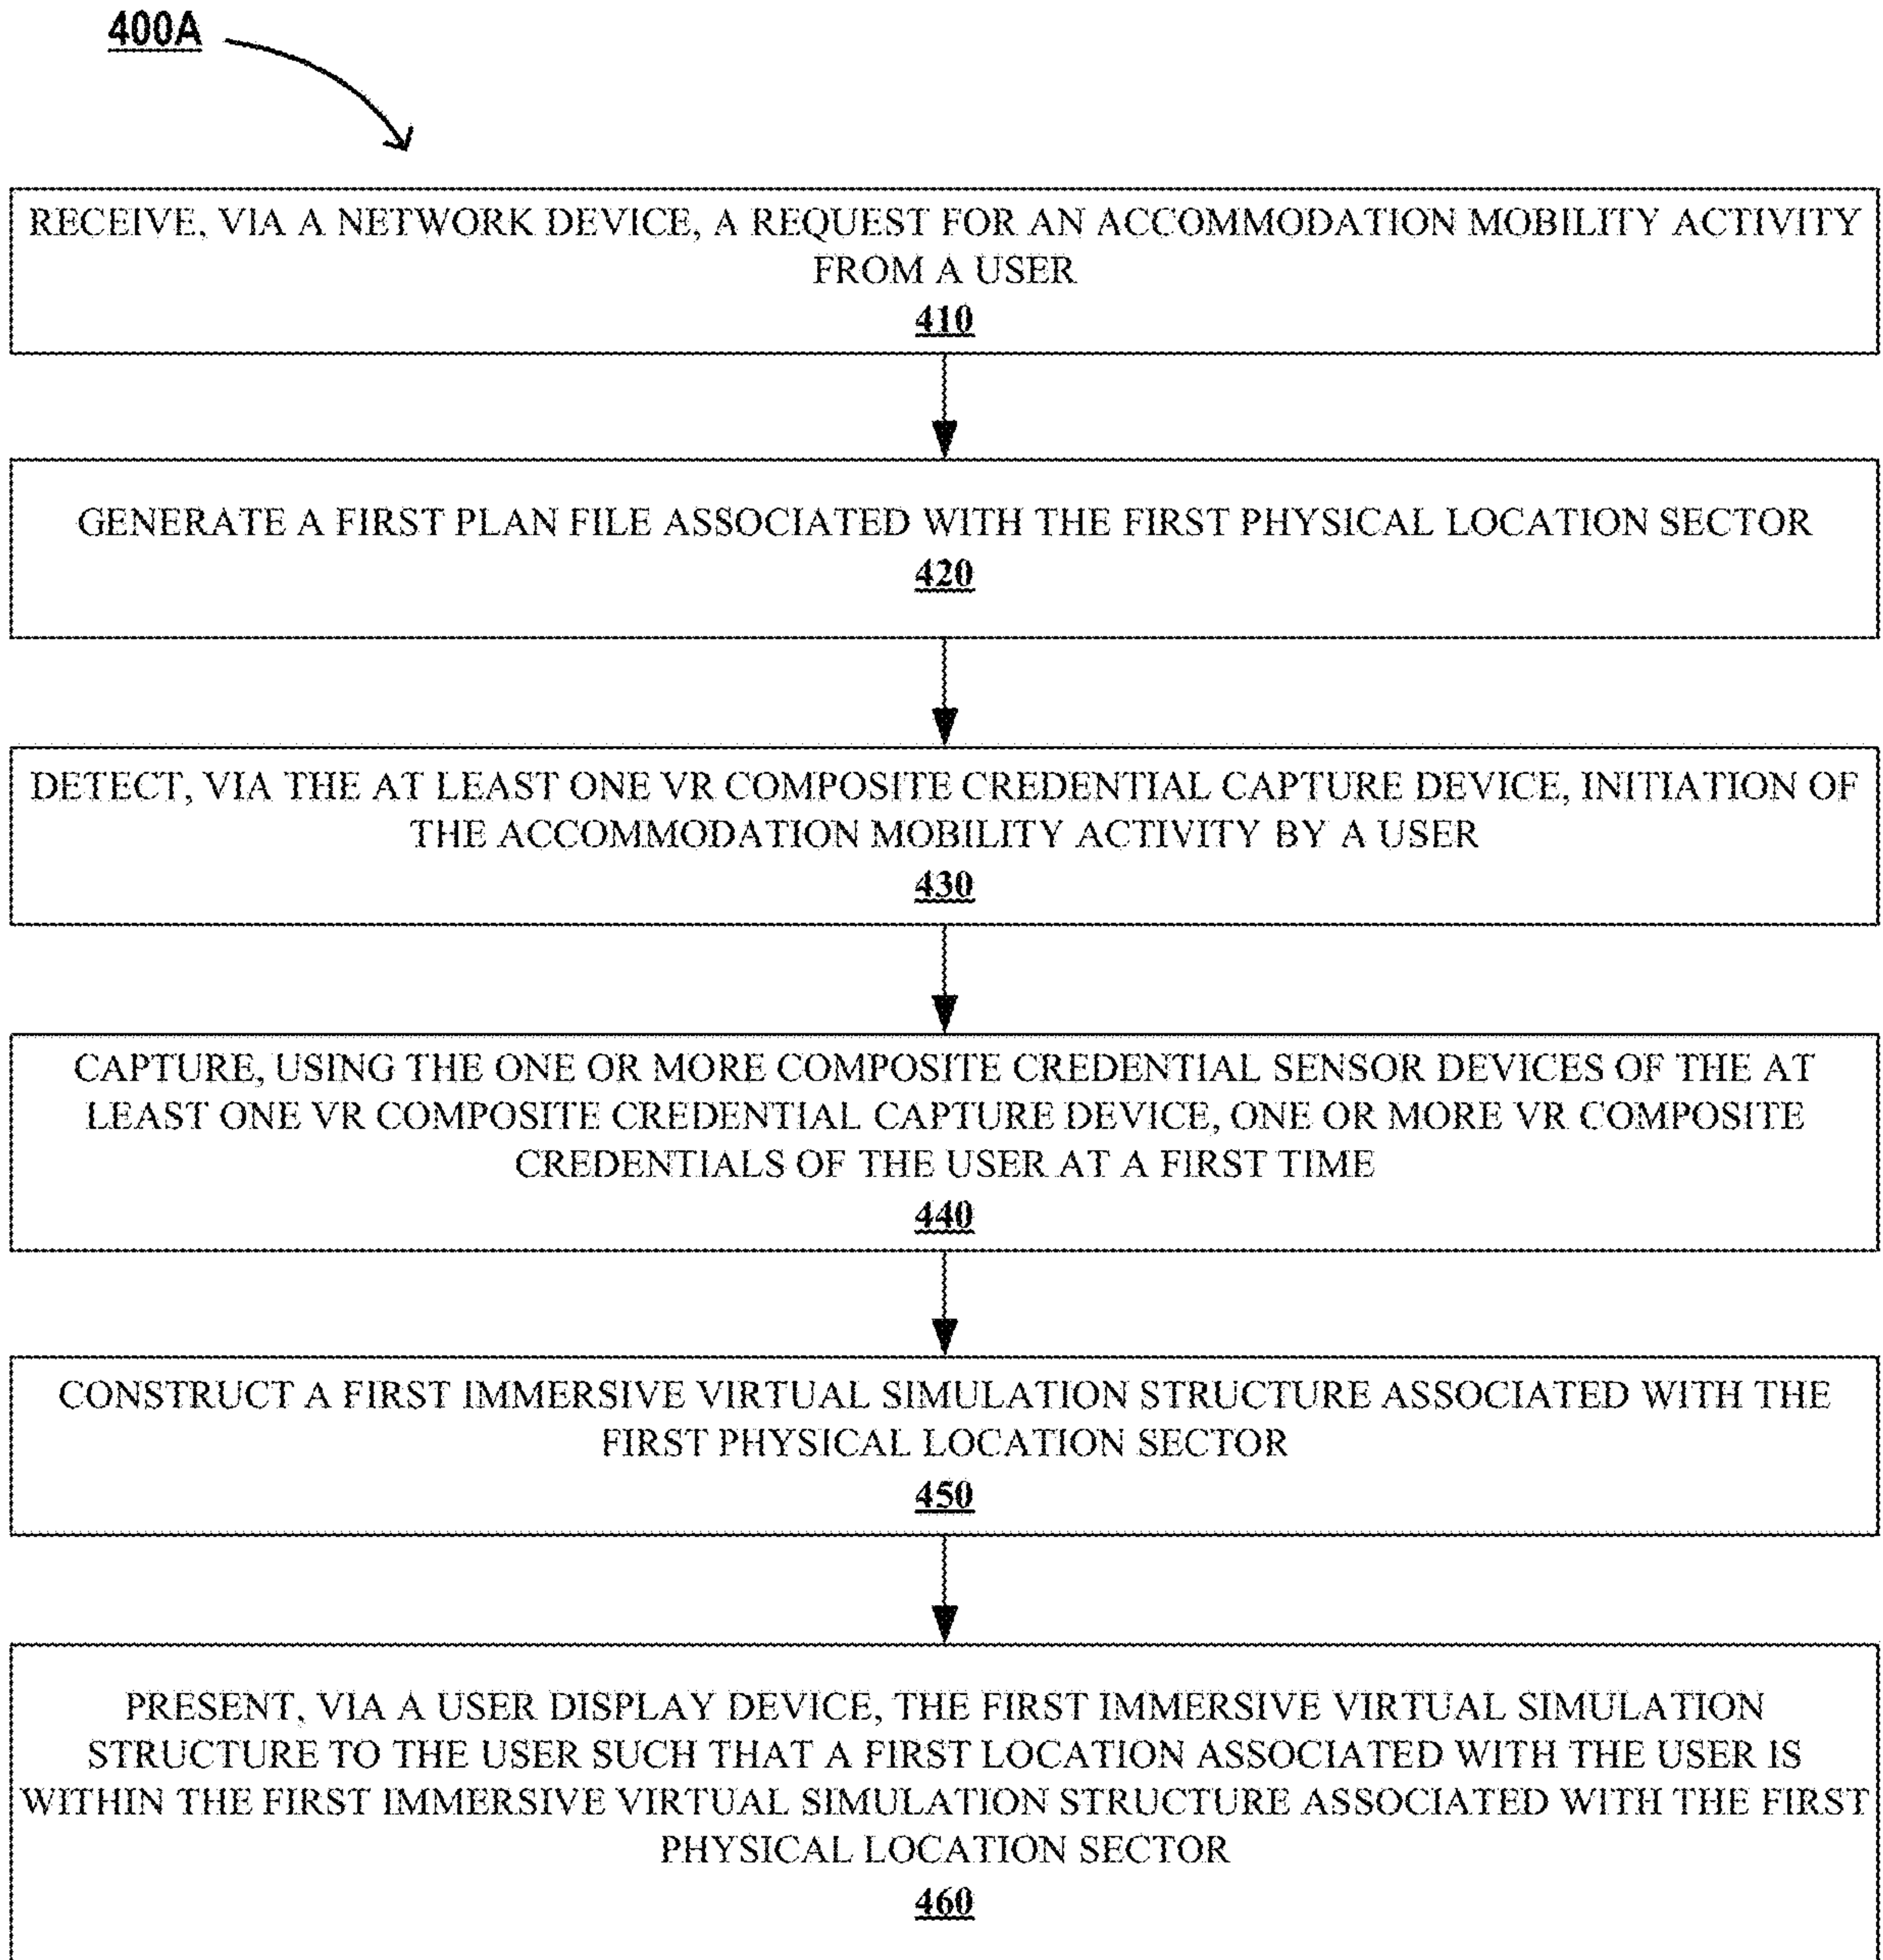 400A
RECEIVE, VIA A NETWORK DEVICE, A REQUEST FOR AN ACCOMMODATION MOBILITY ACTIVITY
FROM A USER
410
GENERATE A FIRST PLAN FILE ASSOCIATED WITH THE FIRST PHYSICAL LOCATION SECTOR
420
DETECT, VIA THE AT LEAST ONE VR COMPOSITE CREDENTIAL CAPTURE DEVICE, INITIATION OF
THE ACCOMMODATION MOBILITY ACTIVITY BY A USER
430
CAPTURE, USING THE ONE OR MORE COMPOSITE CREDENTIAL SENSOR DEVICES OF THE AT
LEAST ONE VR COMPOSITE CREDENTIAL CAPTURE DEVICE, ONE OR MORE VR COMPOSITE
CREDENTIALS OF THE USER AT A FIRST TIME
440
CONSTRUCT A FIRST IMMERSIVE VIRTUAL SIMULATION STRUCTURE ASSOCIATED WITH THE
FIRST PHYSICAL LOCATION SECTOR
450
PRESENT, VIA A USER DISPLAY DEVICE, THE FIRST IMMERSIVE VIRTUAL SIMULATION
STRUCTURE TO THE USER SUCH THAT A FIRST LOCATION ASSOCIATED WITH THE USER IS
WITHIN THE FIRST IMMERSIVE VIRTUAL SIMULATION STRUCTURE ASSOCIATED WITH THE FIRST
PHYSICAL LOCATION SECTOR
460